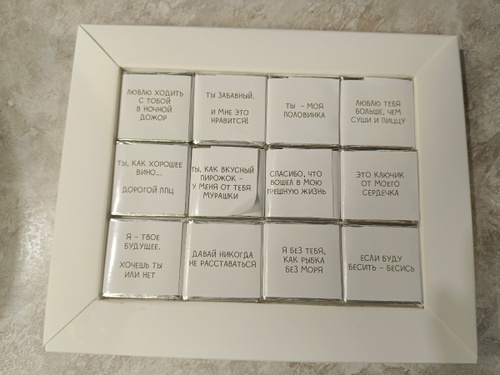 ЛЮБЛЮ ХОДИТЬ
С ТОБОЙ
В НОЧНОЙ
ДОЖОР
ТЫ ЗАБАВНЫЙ.
И МНЕ ЭТО
НРАВИТСЯ!
ТЫ - МОЯ
ПОЛОВИНКА
ЛЮБЛЮ ТЕБЯ
БОЛЬШЕ, ЧЕМ
СУШИ И ПИЦЦУ
ТЫ, КАК ХОРОШЕЕ
ВИНО...
ДОРОГОЙ ППЦ
ТЫ, КАК ВКУСНЫЙ
ПИРОЖОК -
У МЕНЯ ОТ ТЕБЯ
МУРАШКИ
СПАСИБО, ЧТО
ВОШЕЛ В МОЮ
ГРЕШНУЮ ЖИЗНЬ
ЭТО КЛЮЧИК
ОТ МОЕГО
СЕРДЕЧКА
Я - ТВОЕ
БУДУЩЕЕ.
ХОЧЕШЬ ТЫ
ИЛИ НЕТ
ДАВАЙ НИКОГДА
НЕ РАССТАВАТЬСЯ
Я БЕЗ ТЕБЯ,
КАК РЫБКА
БЕЗ МОРЯ
ЕСЛИ БУДУ
БЕСИТЬ - БЕСИСЬ